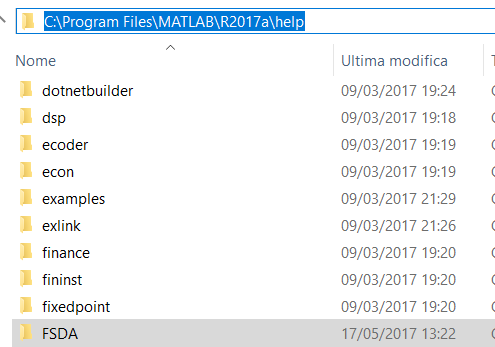 C:\Program Files\MATLAB\R2017a\help
Nome Ultima modifica
dotnetbuilder 09/03/2017 19:24
dsp 09/03/2017 19:18
ecoder 09/03/2017 19:19
econ 09/03/2017 19:19
examples 09/03/2017 21:29
exlink 09/03/2017 21:26
finance 09/03/2017 19:20
fininst 09/03/2017 19:20
fixedpoint 09/03/2017 19:20
FSDA 17/05/2017 13:22